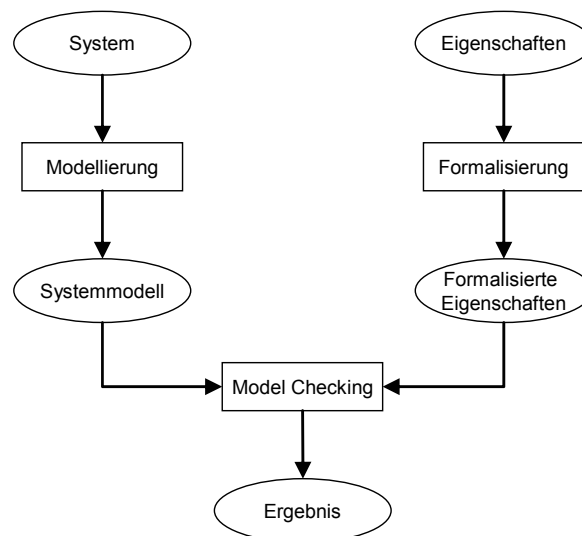 System
Eigenschaften
Modellierung
Formalisierung
Systemmodell
Formalisierte
Eigenschaften
Model Checking
Ergebnis